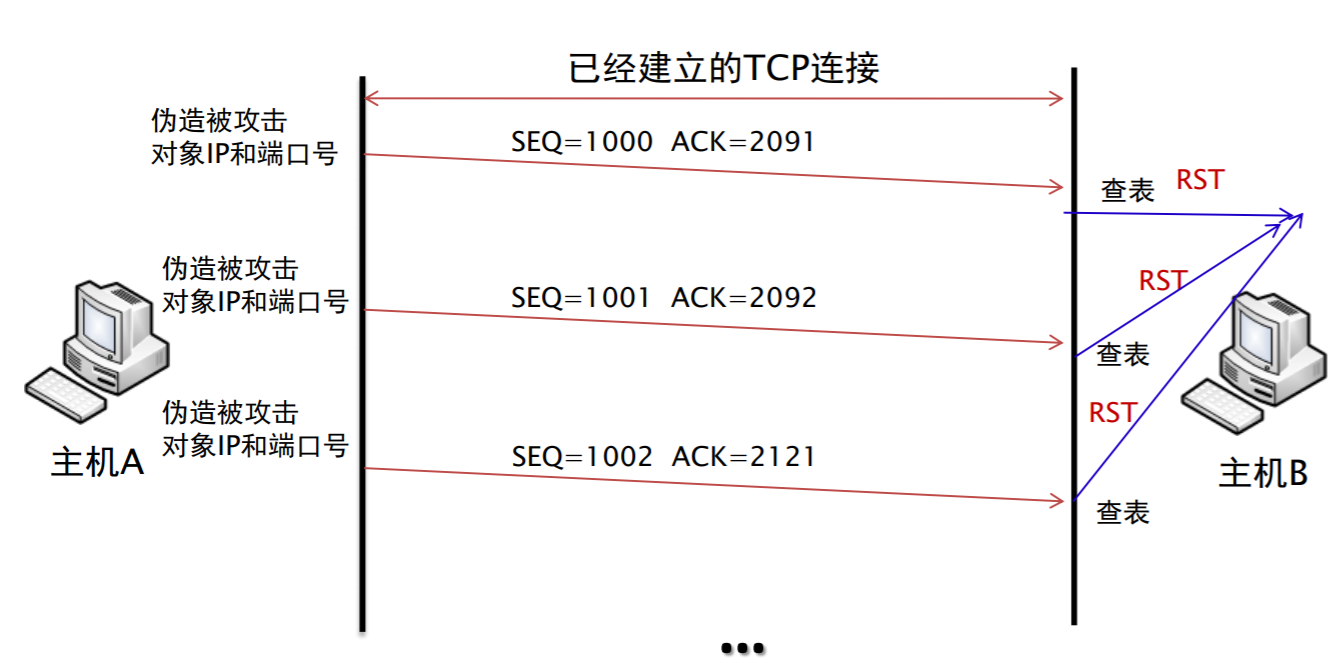 已经建立的TCP连接
伪造被攻击
对象IP和端口号
SEQ=1000 ACK=2091
查表 RST
伪造被攻击
对象IP和端口号
SEQ=1001 ACK=2092
RST
查表
伪造被攻击
对象IP和端口号
SEQ=1002 ACK=2121
RST
查表
主机A
主机B
...